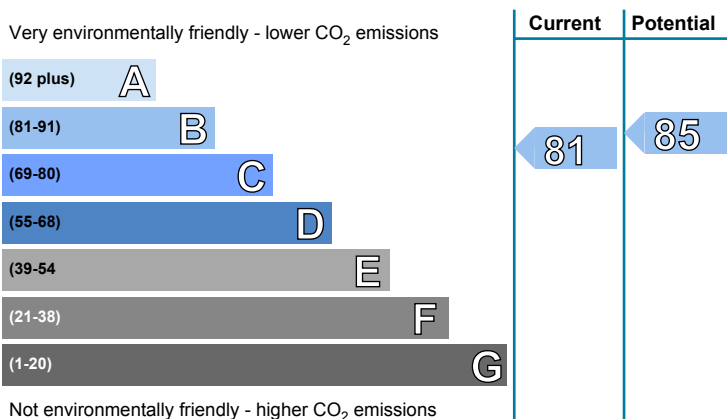 Current Potential
Very environmentally friendly - lower CO₂ emissions
(92 plus) A
(81-91) B
81 85
(69-80) C
(55-68) D
(39-54 E
(21-38) F
(1-20) G
Not environmentally friendly - higher CO₂ emissions